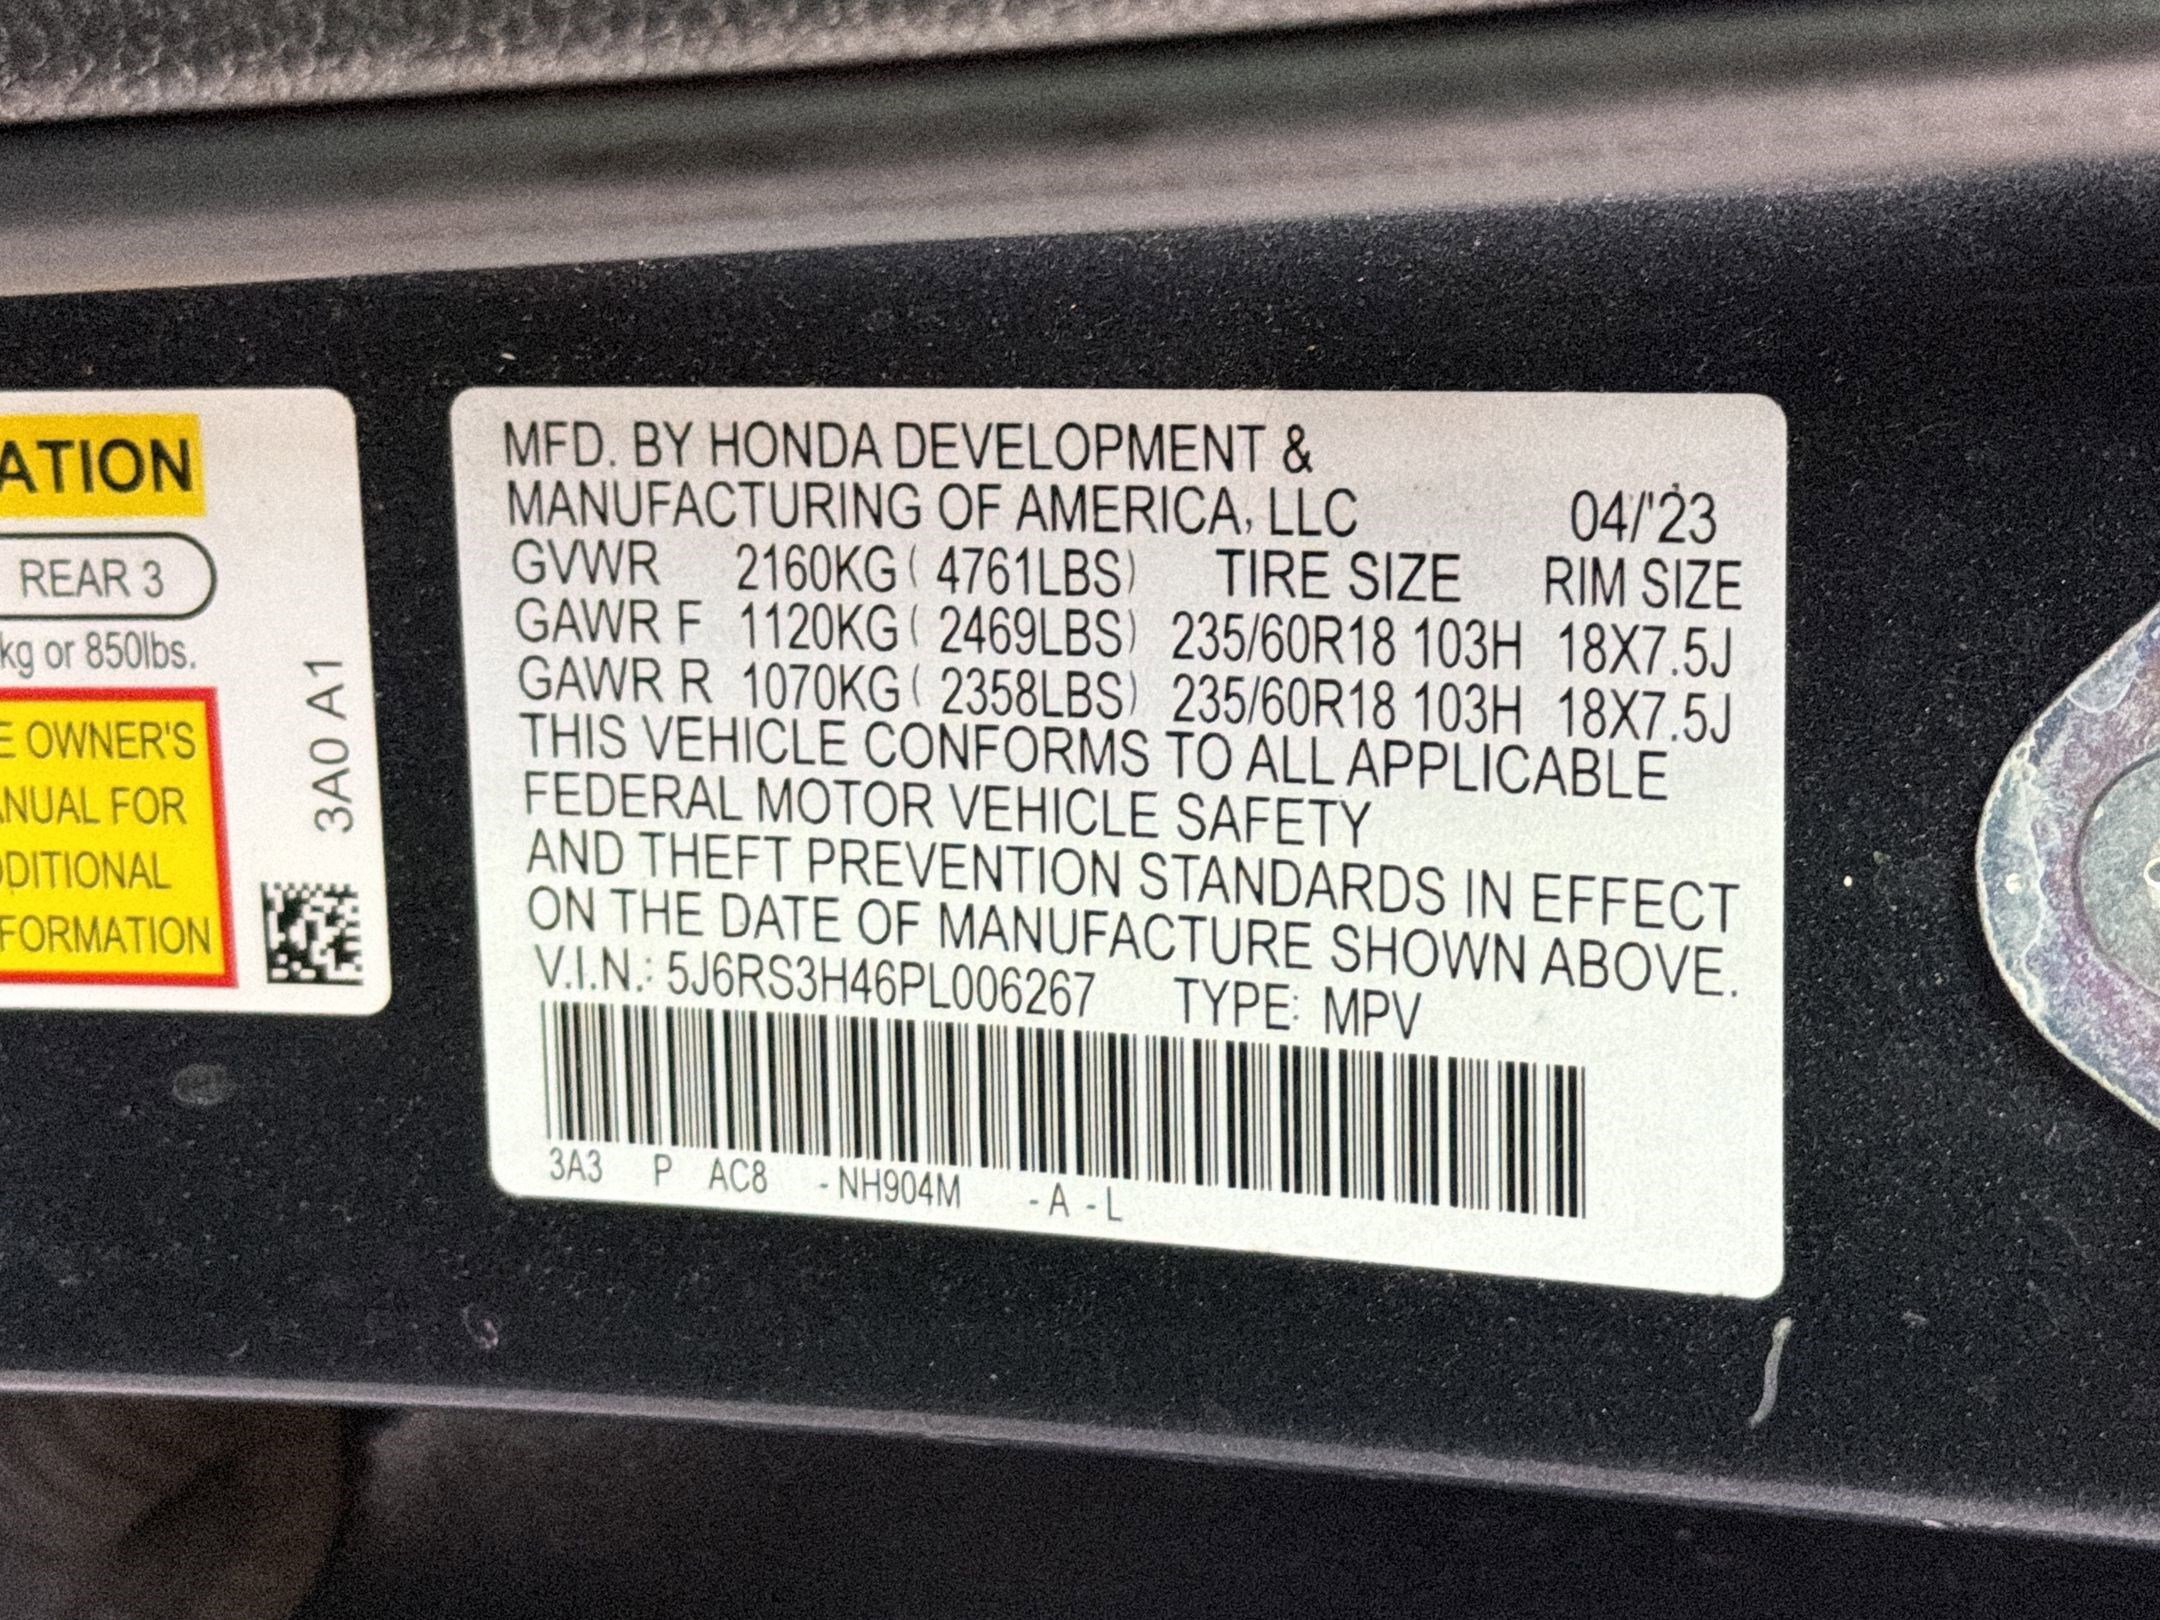 ATION
REAR 3
kg or 850lbs.
E OWNER'S
ANUAL FOR
DDITIONAL
FORMATION
3A0 A1
MFD. BY HONDA DEVELOPMENT &
MANUFACTURING OF AMERICA, LLC 04/'23
GVWR 2160KG ( 4761LBS) TIRE SIZE RIM SIZE
GAWR F 1120KG ( 2469LBS) 235/60R18 103H 18X7.5J
GAWR R 1070KG ( 2358LBS) 235/60R18 103H 18X7.5J
THIS VEHICLE CONFORMS TO ALL APPLICABLE
FEDERAL MOTOR VEHICLE SAFETY
AND THEFT PREVENTION STANDARDS IN EFFECT
ON THE DATE OF MANUFACTURE SHOWN ABOVE.
V.I.N.: 5J6RS3H46PL006267 TYPE: MPV
3A3 P AC8 -NH904M -A -L